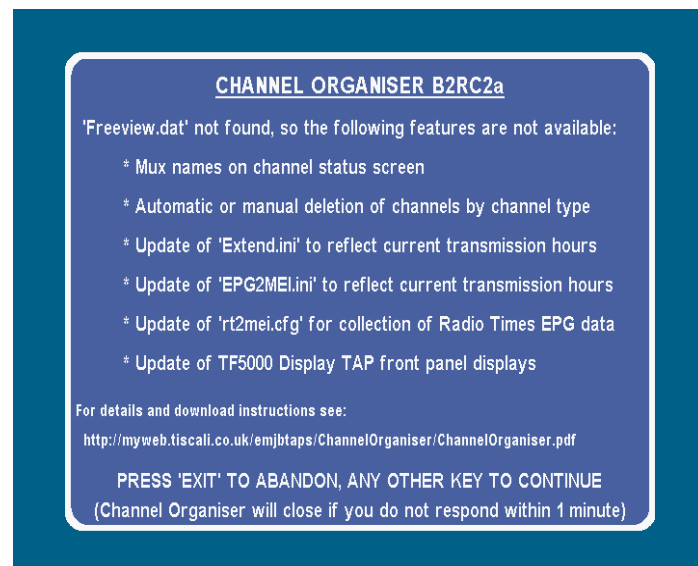 CHANNEL ORGANISER B2RC2a
'Freeview.dat' not found, so the following features are not available:
* Mux names on channel status screen
* Automatic or manual deletion of channels by channel type
* Update of 'Extend.ini' to reflect current transmission hours
* Update of 'EPG2MEI.ini' to reflect current transmission hours
* Update of 'rt2mei.cfg' for collection of Radio Times EPG data
* Update of TF5000 Display TAP front panel displays
For details and download instructions see:
http://myweb.tiscali.co.uk/emjbtaps/ChannelOrganiser/ChannelOrganiser.pdf
PRESS 'EXIT' TO ABANDON, ANY OTHER KEY TO CONTINUE
(Channel Organiser will close if you do not respond within 1 minute)